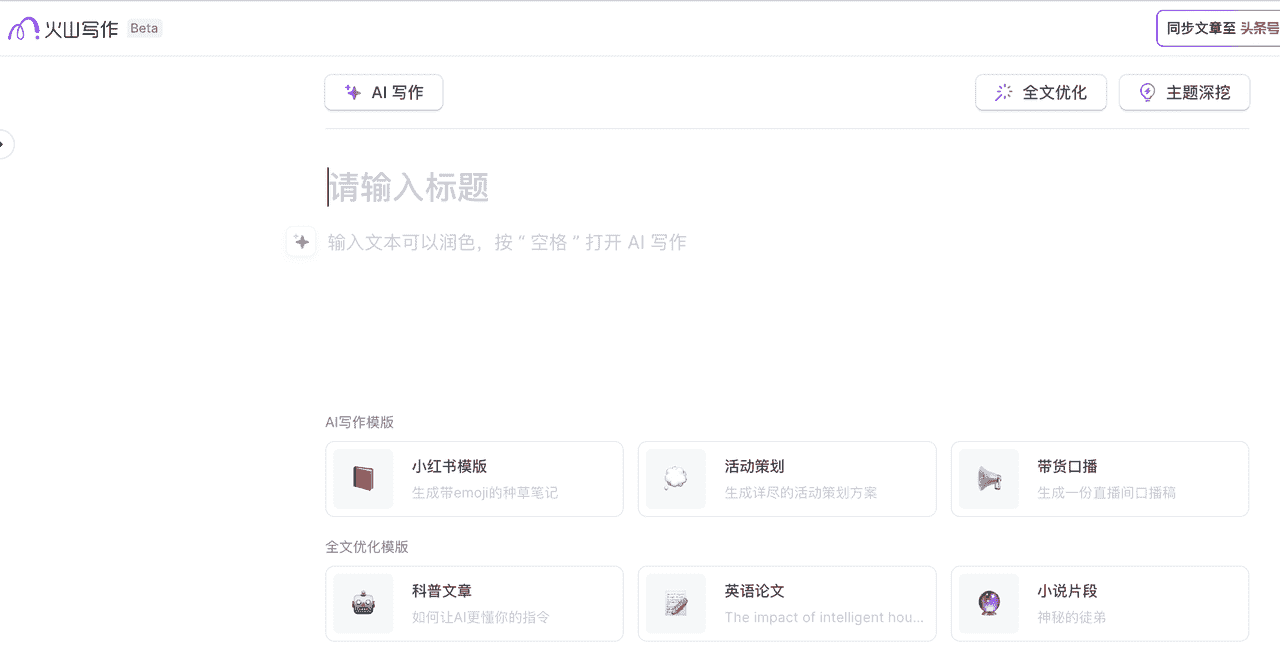 火山写作 Beta
同步文章至 头条号
AI 写作
全文优化
主题深挖
请输入标题
输入文本可以润色，按 “ 空格 ” 打开 AI 写作
AI写作模版
小红书模版
生成带emoji的种草笔记
活动策划
生成详尽的活动策划方案
带货口播
生成一份直播间口播稿
全文优化模版
科普文章
如何让AI更懂你的指令
英语论文
The impact of intelligent hou...
小说片段
神秘的徒弟